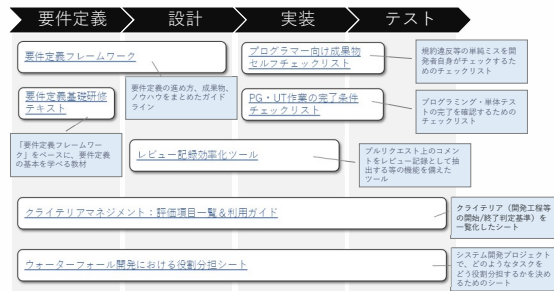 要件定義
設計
実装
テスト
要件定義フレームワーク
プログラマー向け成果物
セルフチェックリスト
規約違反等の単純ミスを開
発者自身がチェックするた
めのチェックリスト
要件定義の進め方、成果物、
ノウハウをまとめたガイド
ライン
要件定義基礎研修
テキスト
PG・UT作業の完了条件
チェックリスト
プログラミング・単体テス
トの完了を確認するための
チェックリスト
「要件定義フレームワー
ク」をベースに、要件定義
の基本を学べる教材
レビュー記録効率化ツール
プルリクエスト上のコメン
トをレビュー記録として抽
出する等の機能を備えた
ツール
クライテリアマネジメント：評価項目一覧＆利用ガイド
クライテリア（開発工程等
の開始/終了判定基準）を
一覧化したシート
ウォーターフォール開発における役割分担シート
システム開発プロジェクト
で、どのようなタスクを
どう役割分担するかを決め
るためのシート